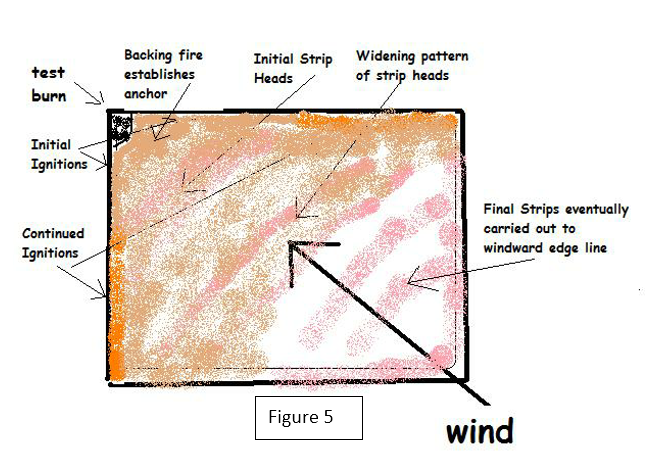 test
burn
Backing fire
establishes
anchor
Initial Strip
Heads
Widening pattern
of strip heads
Initial
Ignitions
Continued
Ignitions
Final Strips eventually
carried out to
windward edge line
Figure 5
wind